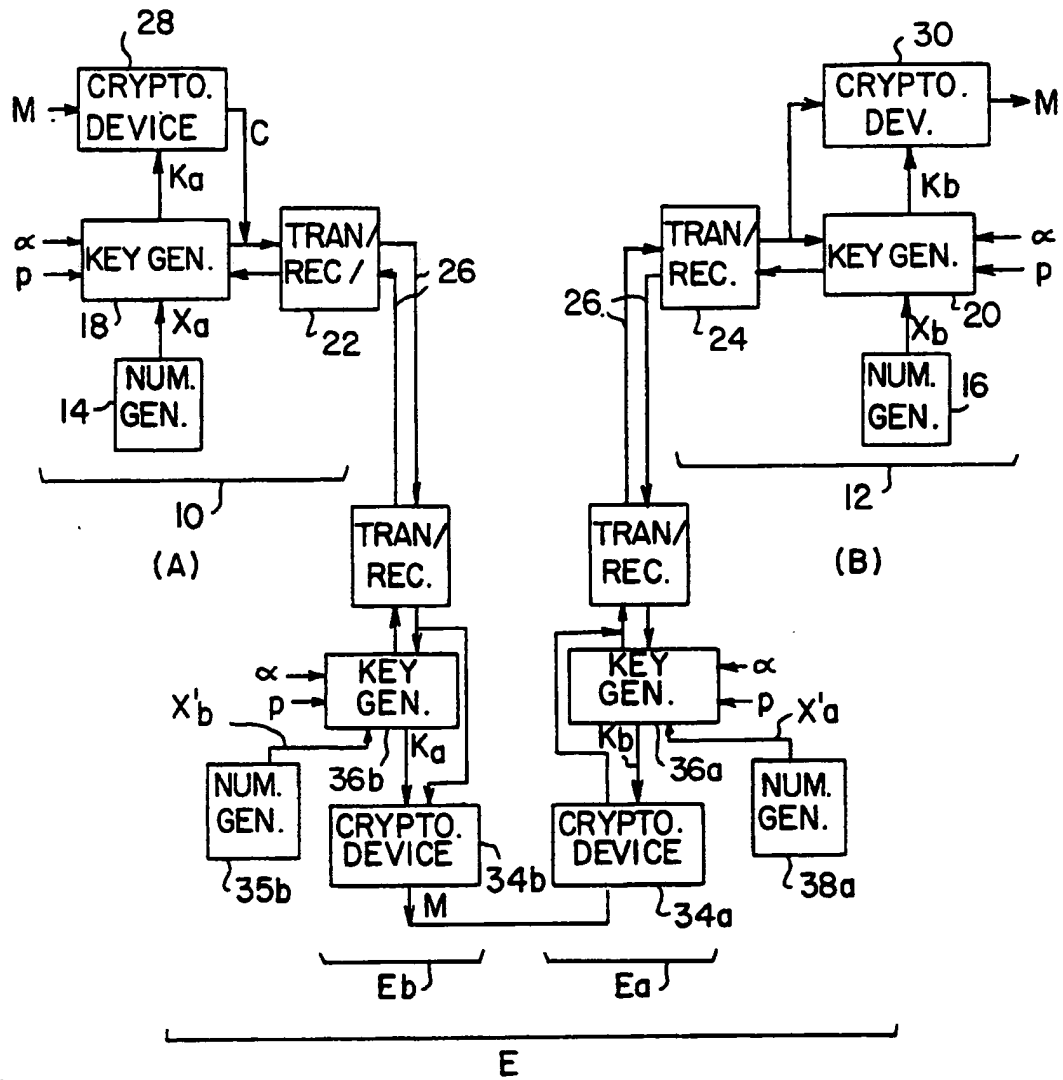 28
CRYPTO.
DEVICE
M
C
Ka
∝
p
KEY GEN.
18
Xa
TRAN/
REC/
22
26
14
NUM.
GEN.
10
(A)
30
CRYPTO.
DEV.
M
Kb
TRAN/
REC.
24
26
KEY GEN.
∝
p
20
Xb
NUM.
GEN.
16
12
(B)
TRAN/
REC.
∝
p
KEY
GEN.
X'b
36b
Ka
NUM.
GEN.
35b
CRYPTO.
DEVICE
34b
M
Eb
TRAN/
REC.
KEY
GEN.
∝
p
X'a
Kb
36a
NUM.
GEN.
38a
CRYPTO.
DEVICE
34a
Ea
E